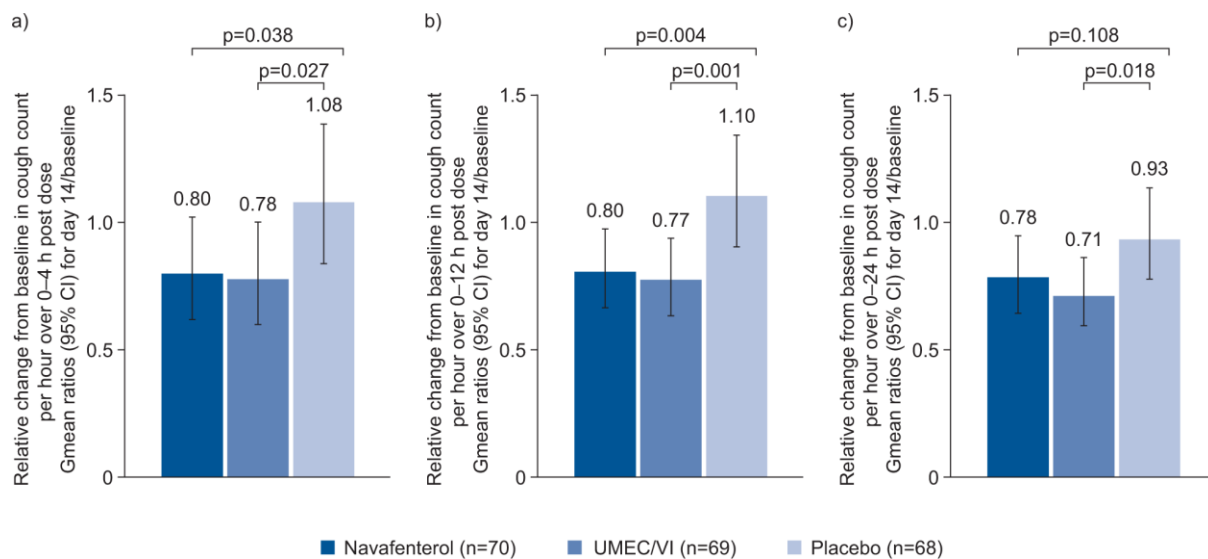 a)
p=0.038
p=0.027
1.5
1.0
0.5
0
Relative change from baseline in cough count
per hour over 0–4 h post dose
Gmean ratios (95% CI) for day 14/baseline
0.80
0.78
1.08
b)
p=0.004
p=0.001
1.5
1.0
0.5
0
Relative change from baseline in cough count
per hour over 0–12 h post dose
Gmean ratios (95% CI) for day 14/baseline
0.80
0.77
1.10
c)
p=0.108
p=0.018
1.5
1.0
0.5
0
Relative change from baseline in cough count
per hour over 0–24 h post dose
Gmean ratios (95% CI) for day 14/baseline
0.78
0.71
0.93
Navafenterol (n=70) UMEC/VI (n=69) Placebo (n=68)